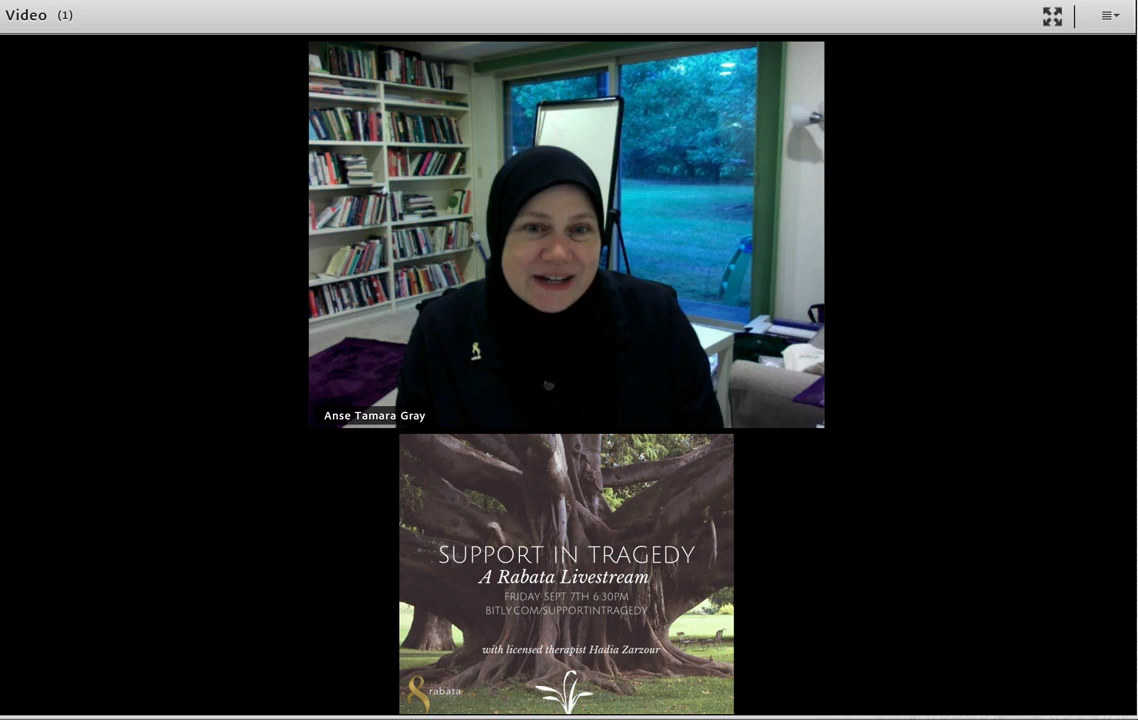 Video (1)
Anse Tamara Gray
SUPPORT IN TRAGEDY
A Rabata Livestream
FRIDAY SEPT 7TH 6:30PM
BITLY.COM/SUPPORTINTRAGEDY
with licensed therapist Hadia Zarzour
rabata